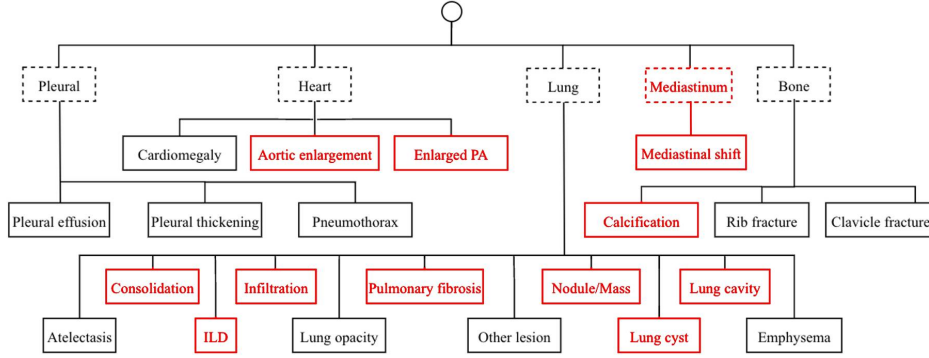 Pleural
Heart
Lung
Mediastinum
Bone
Cardiomegaly
Aortic enlargement
Enlarged PA
Mediastinal shift
Pleural effusion
Pleural thickening
Pneumothorax
Calcification
Rib fracture
Clavicle fracture
Consolidation
Infiltration
Pulmonary fibrosis
Nodule/Mass
Lung cavity
Atelectasis
ILD
Lung opacity
Other lesion
Lung cyst
Emphysema